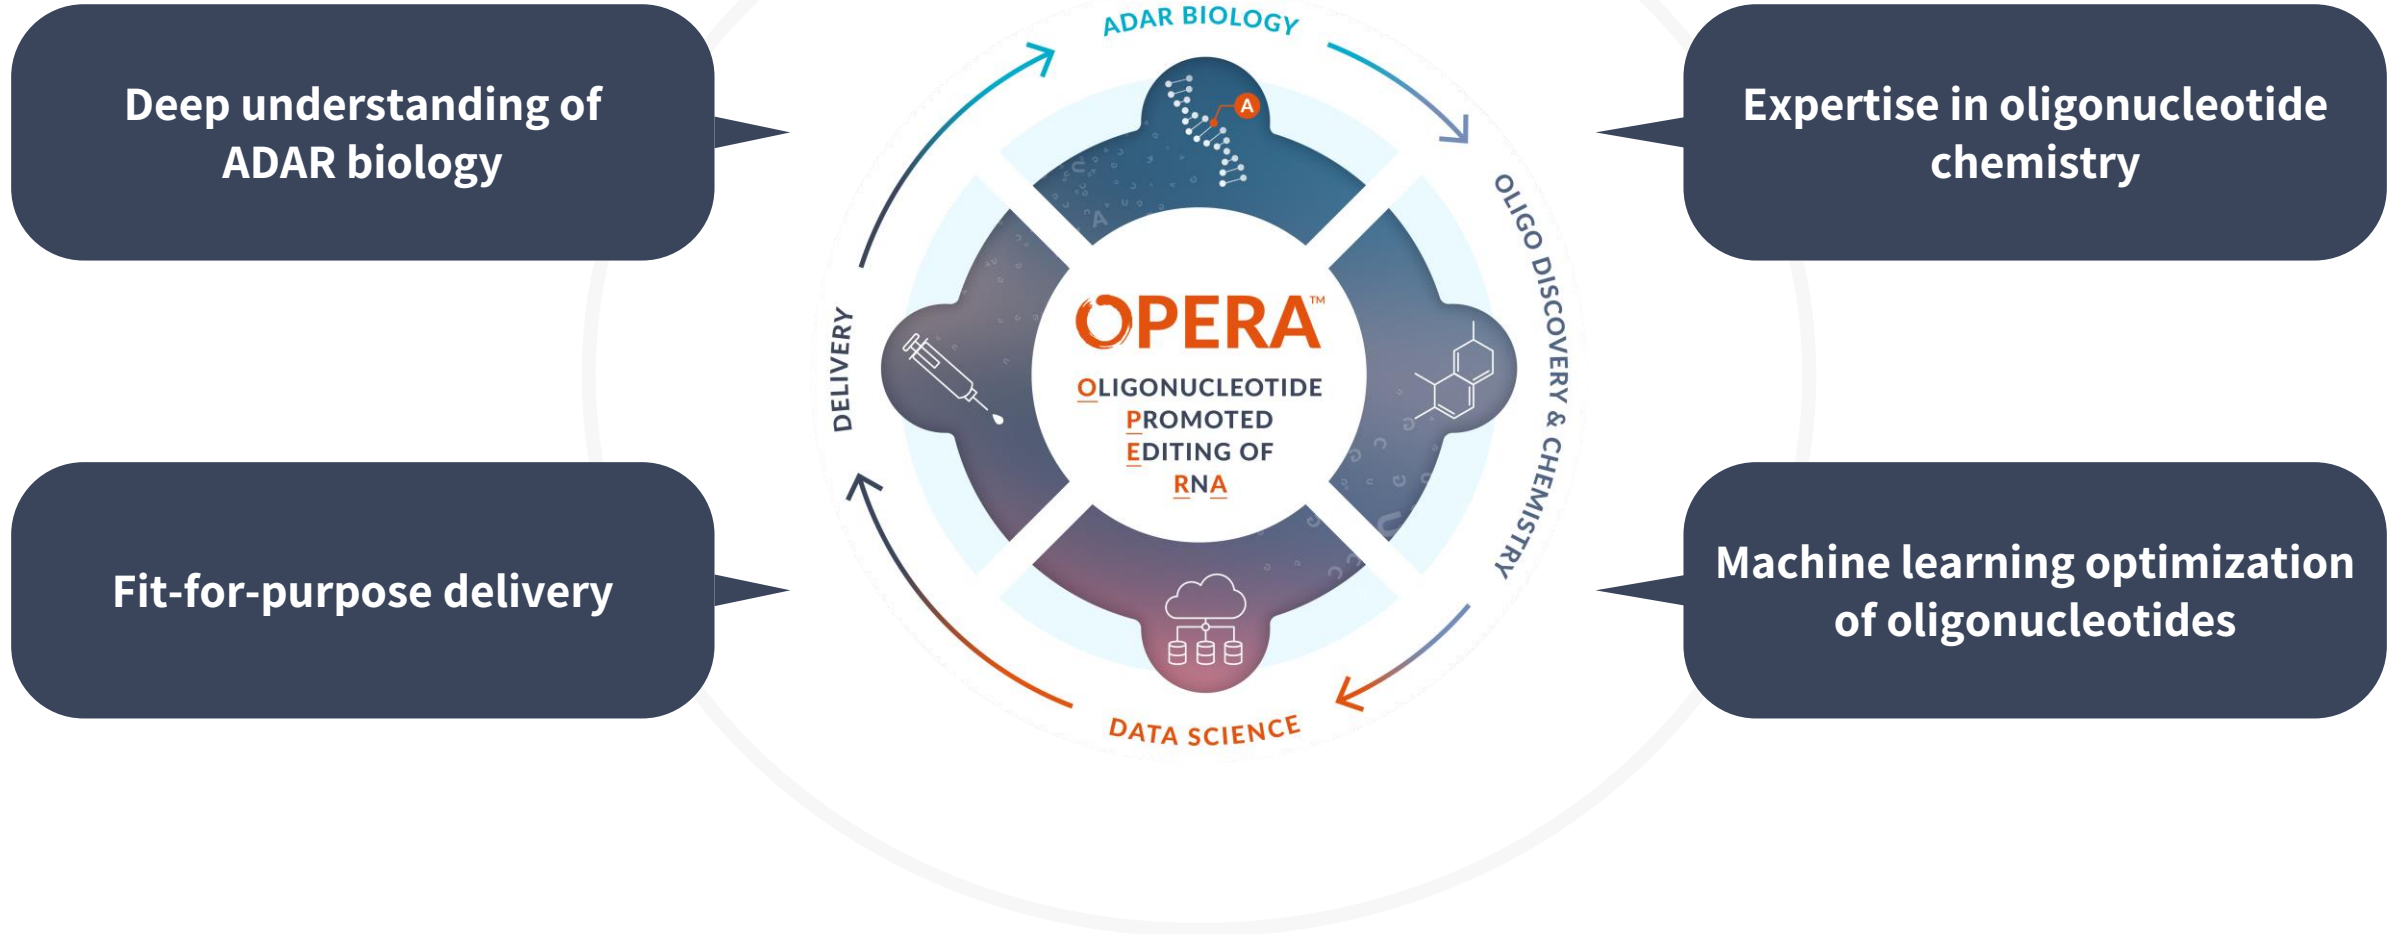 Deep understanding of
ADAR biology
Fit-for-purpose delivery
ADAR BIOLOGY
A
OLIGO DISCOVERY & CHEMISTRY
DATA SCIENCE
DELIVERY
OPERA™
OLIGONUCLEOTIDE
PROMOTED
EDITING OF
RNA
Expertise in oligonucleotide
chemistry
Machine learning optimization
of oligonucleotides